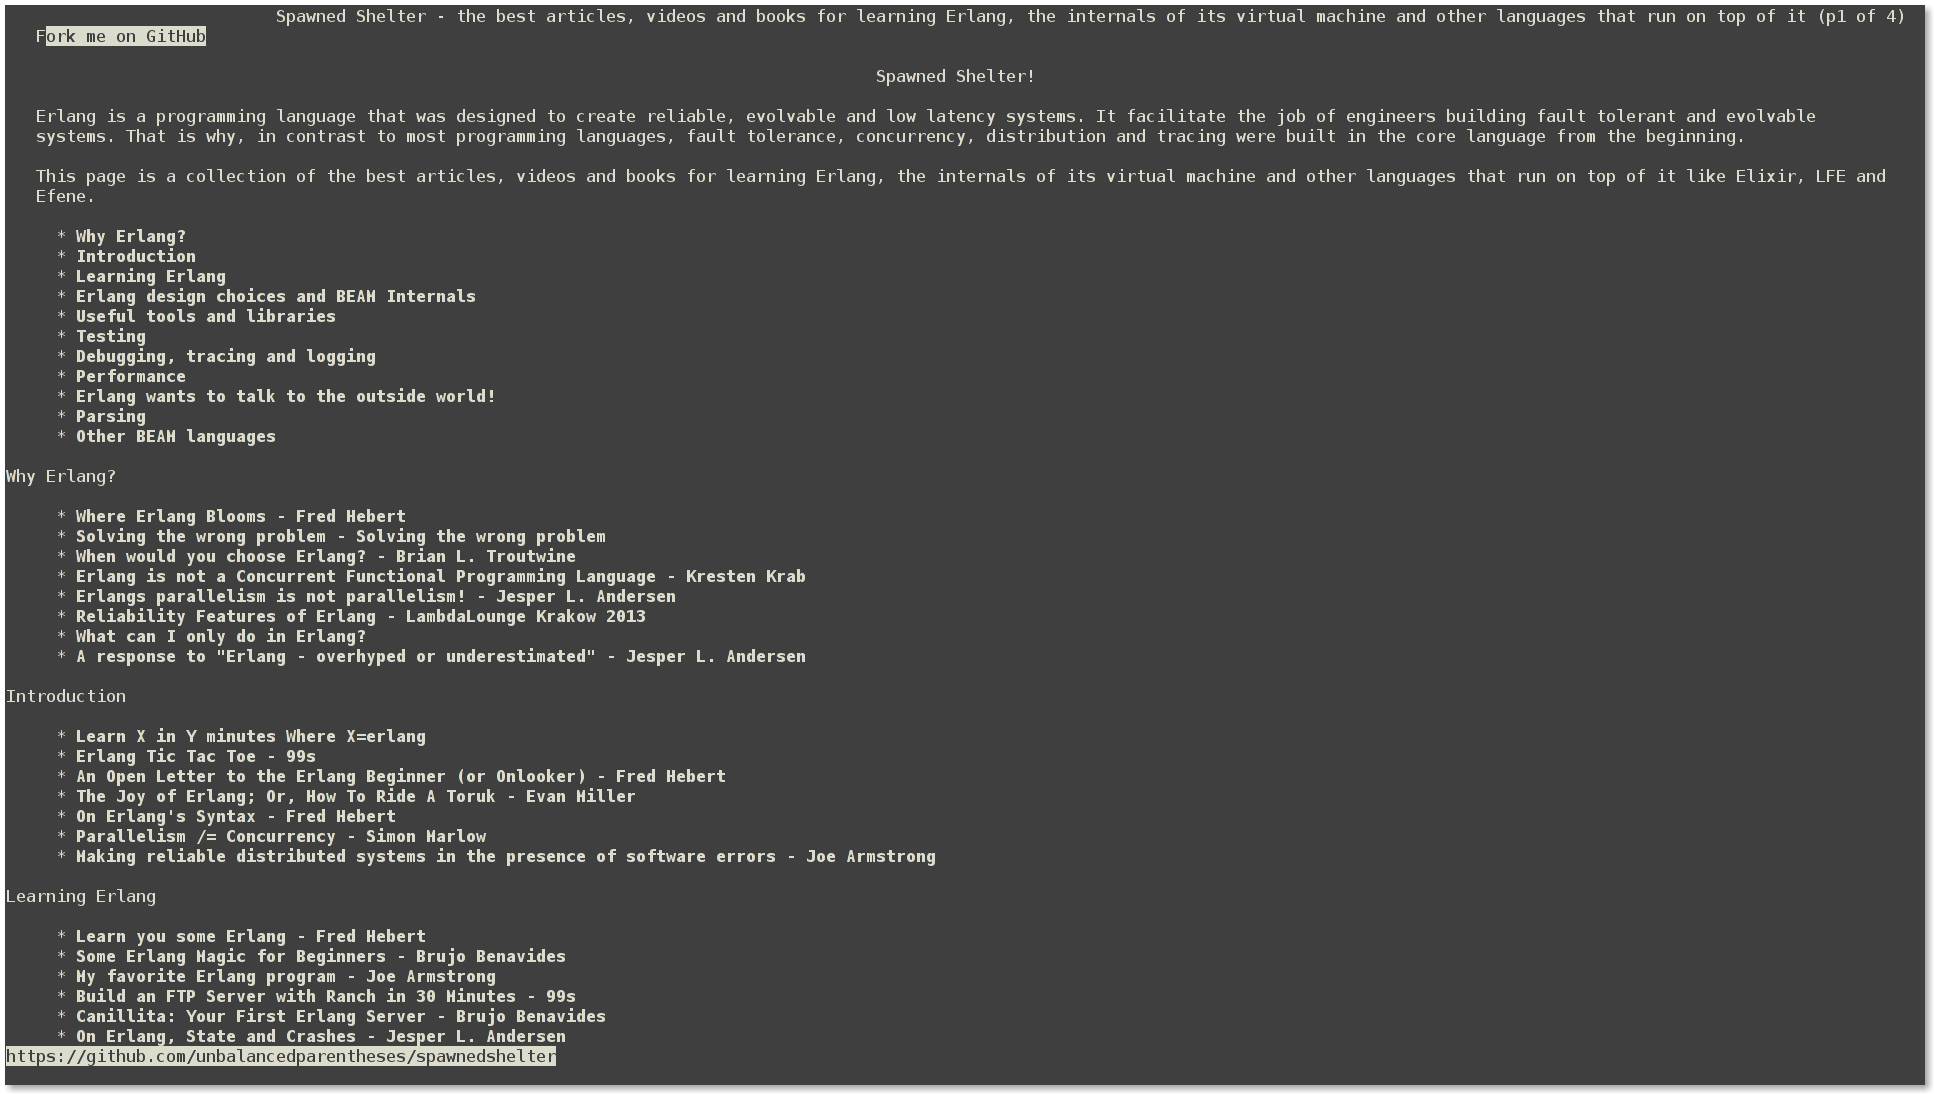 Spawned Shelter - the best articles, videos and books for learning Erlang, the internals of its virtual machine and other languages that run on top of it (p1 of 4)
Fork me on GitHub
Spawned Shelter!
Erlang is a programming language that was designed to create reliable, evolvable and low latency systems. It facilitate the job of engineers building fault tolerant and evolvable
systems. That is why, in contrast to most programming languages, fault tolerance, concurrency, distribution and tracing were built in the core language from the beginning.
This page is a collection of the best articles, videos and books for learning Erlang, the internals of its virtual machine and other languages that run on top of it like Elixir, LFE and
Efene.
* Why Erlang?
* Introduction
* Learning Erlang
* Erlang design choices and BEAM Internals
* Useful tools and libraries
* Testing
* Debugging, tracing and logging
* Performance
* Erlang wants to talk to the outside world!
* Parsing
* Other BEAM languages
Why Erlang?
* Where Erlang Blooms - Fred Hebert
* Solving the wrong problem - Solving the wrong problem
* When would you choose Erlang? - Brian L. Troutwine
* Erlang is not a Concurrent Functional Programming Language - Kresten Krab
* Erlangs parallelism is not parallelism! - Jesper L. Andersen
* Reliability Features of Erlang - LambdaLounge Krakow 2013
* What can I only do in Erlang?
* A response to "Erlang - overhyped or underestimated" - Jesper L. Andersen
Introduction
* Learn X in Y minutes Where X=erlang
* Erlang Tic Tac Toe - 99s
* An Open Letter to the Erlang Beginner (or Onlooker) - Fred Hebert
* The Joy of Erlang; Or, How To Ride A Toruk - Evan Miller
* On Erlang's Syntax - Fred Hebert
* Parallelism /= Concurrency - Simon Marlow
* Making reliable distributed systems in the presence of software errors - Joe Armstrong
Learning Erlang
* Learn you some Erlang - Fred Hebert
* Some Erlang Magic for Beginners - Brujo Benavides
* My favorite Erlang program - Joe Armstrong
* Build an FTP Server with Ranch in 30 Minutes - 99s
* Canillita: Your First Erlang Server - Brujo Benavides
* On Erlang, State and Crashes - Jesper L. Andersen
https://github.com/unbalancedparentheses/spawnedshelter